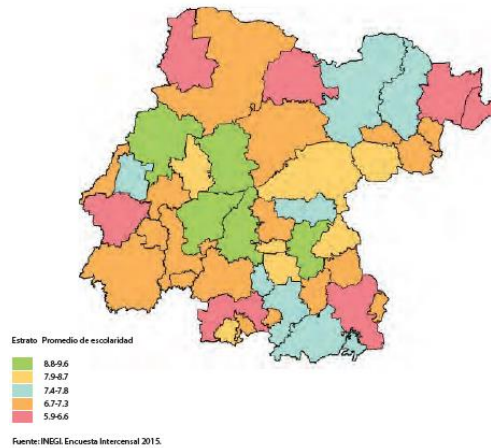 Estrato Promedio de escolaridad
8.8-9.6
7.9-8.7
7.4-7.8
6.7-7.3
5.9-6.6
Fuente: INEGI. Encuesta Intercensal 2015.